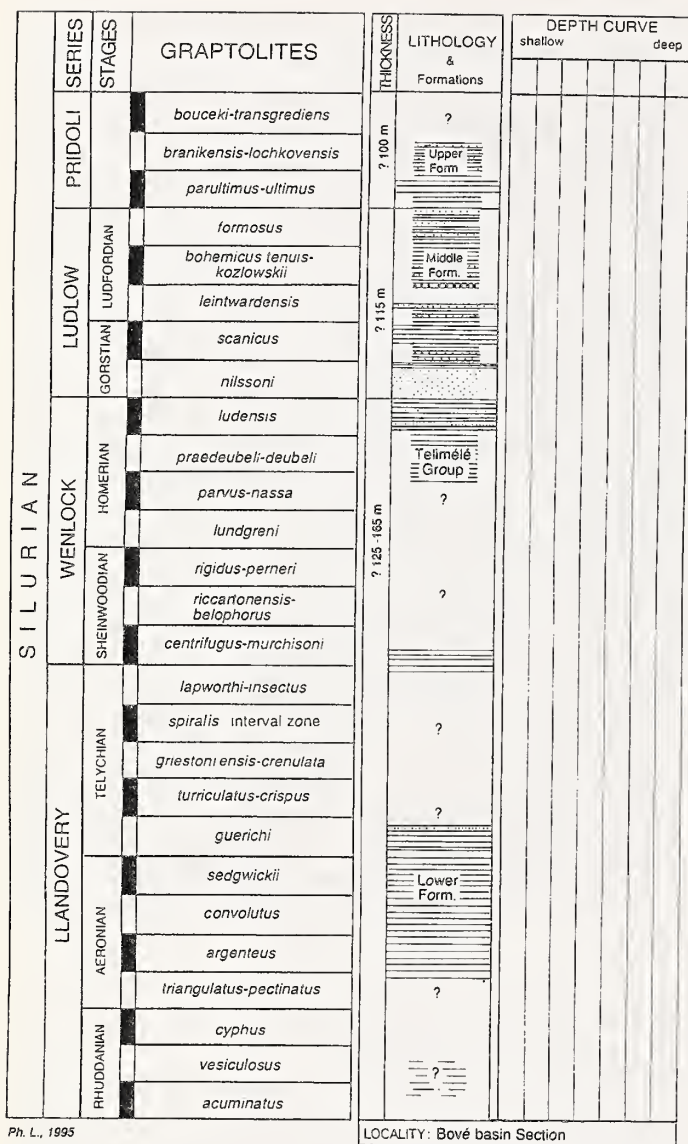 SERIES
STAGES
GRAPTOLITES
THICKNESS
LITHOLOGY
&
Formations
DEPTH CURVE
shallow
deep
SILURIAN
PRIDOLI
bouceki-transgrediens
branikensis-lochkovensis
parultimus-ultimus
? 100 m
?
Upper
Form
LUDLOW
LUDFORDIAN
formosus
bohemicus tenuis-
kozlowskii
leintwardensis
GORSTIAN
scanicus
nilssoni
? 115 m
Middle
Form.
WENLOCK
HOMERIAN
ludensis
praedeubeli-deubeli
parvus-nassa
lundgreni
SHEINWOODIAN
rigidus-perneri
riccartonensis-
belophorus
centrifugus-murchisoni
? 125-165 m
Telimélé
Group
?
?
LLANDOVERY
TELYCHIAN
lapworthi-insectus
spiralis interval zone
griestoniensis-crenulata
turriculatus-crispus
guerichi
AERONIAN
sedgwickii
convolutus
argenteus
triangulatus-pectinatus
RHUDDANIAN
cyphus
vesiculosus
acuminatus
?
?
Lower
Form.
?
?
Ph. L., 1995
LOCALITY: Bové basin Section